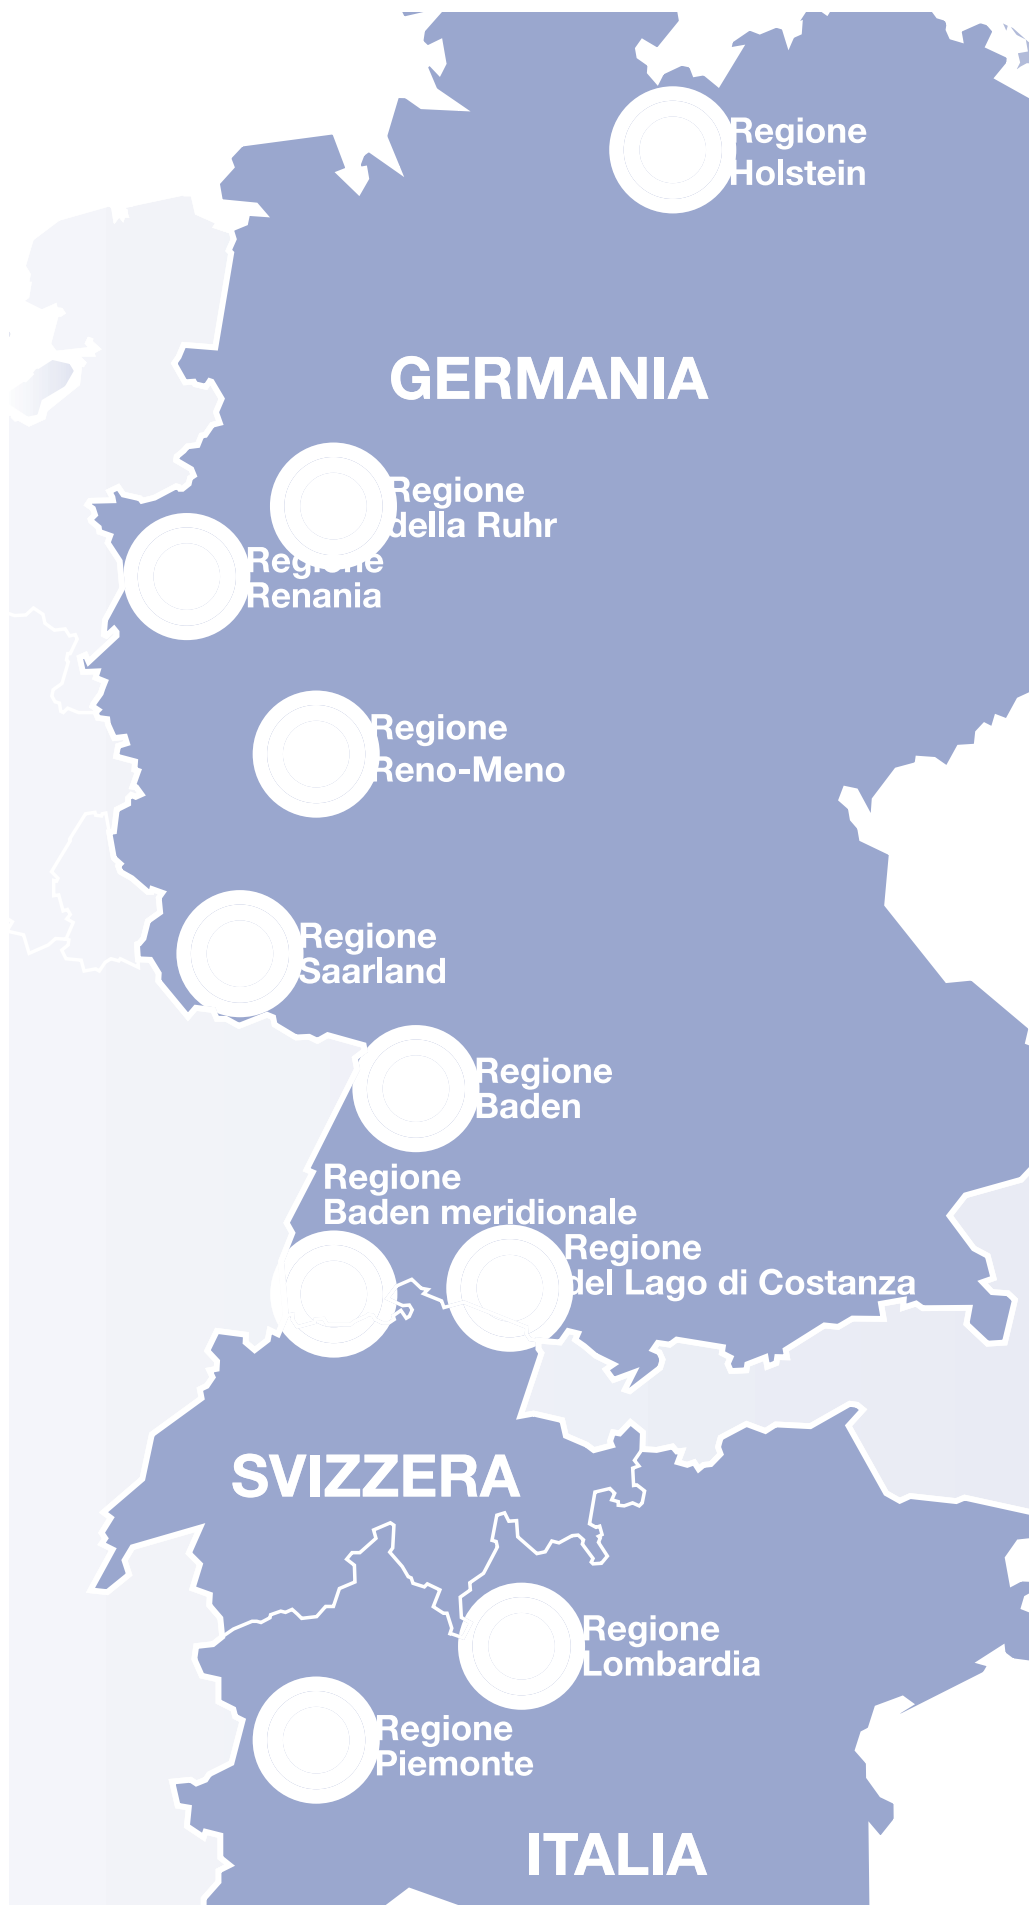 Regione
Holstein
GERMANIA
Regione
della Ruhr
Regione
Renania
Regione
Reno-Meno
Regione
Saarland
Regione
Baden
Regione
Baden meridionale
Regione
del Lago di Costanza
SVIZZERA
Regione
Lombardia
Regione
Piemonte
ITALIA